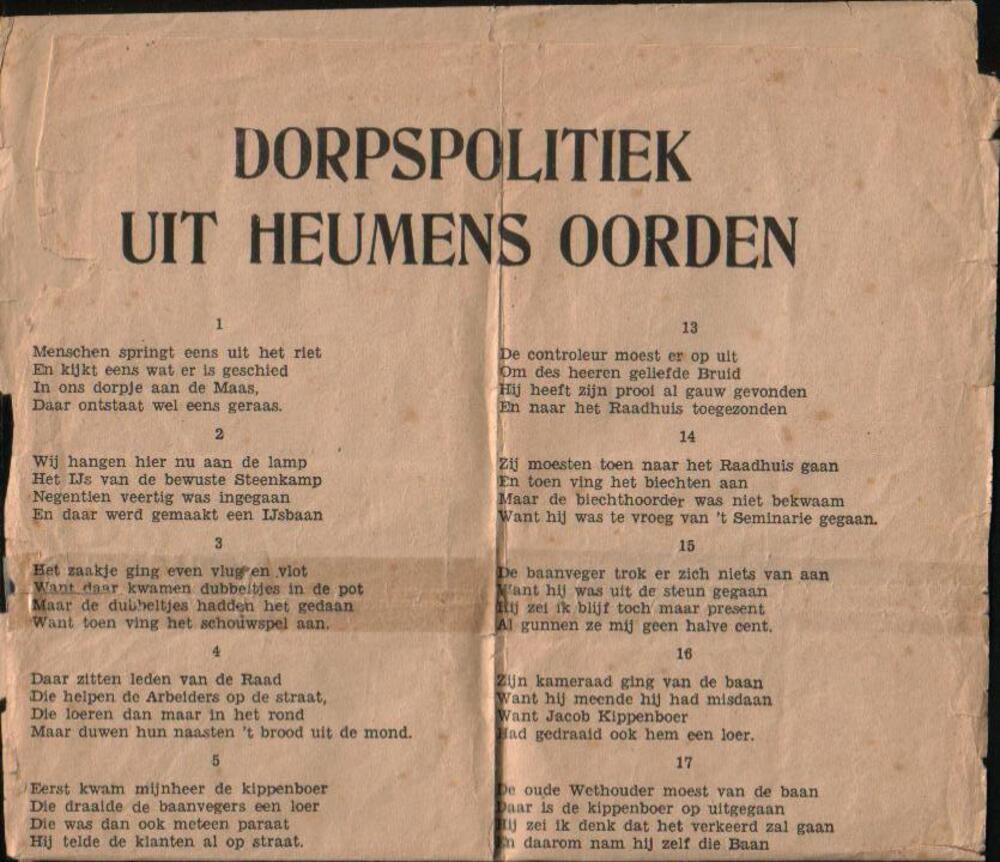 DORPSPOLITIEK
UIT HEUMENS OORDEN
1
Menschen springt eens uit het riet
En kijkt eens wat er is geschied
In ons dorpje aan de Maas,
Daar ontstaat wel eens geraas.
2
Wij hangen hier nu aan de lamp
Het IJs van de bewuste Steenkamp
Negentien veertig was ingegaan
En daar werd gemaakt een IJsbaan
3
Het zaakje ging even vlug en vlot
Want daar kwamen dubbeltjes in de pot
Maar de dubbeltjes hadden het gedaan
Want toen ving het schouwspel aan.
4
Daar zitten leden van de Raad
Die helpen de Arbeiders op de straat,
Die loeren dan maar in het rond
Maar duwen hun naasten 't brood uit de mond.
5
Eerst kwam mijnheer de kippenboer
Die draaide de baanvegers een loer
Die was dan ook meteen paraat
Hij telde de klanten al op straat.
13
De controleur moest er op uit
Om des heeren geliefde Bruid
Hij heeft zijn prooi al gauw gevonden
En naar het Raadhuis toegezonden
14
Zij moesten toen naar het Raadhuis gaan
En toen ving het biechten aan
Maar de biechthoorder was niet bekwaam
Want hij was te vroeg van 't Seminarie gegaan.
15
De baanveger trok er zich niets van aan
Want hij was uit de steun gegaan
Hij zei ik blijf toch maar present
Al gunnen ze mij geen halve cent.
16
Zijn kameraad ging van de baan
Want hij meende hij had misdaan
Want Jacob Kippenboer
Had gedraaid ook hem een loer.
17
De oude Wethouder moest van de baan
Daar is de kippenboer op uitgegaan
Hij zei ik denk dat het verkeerd zal gaan
En daarom nam hij zelf die Baan